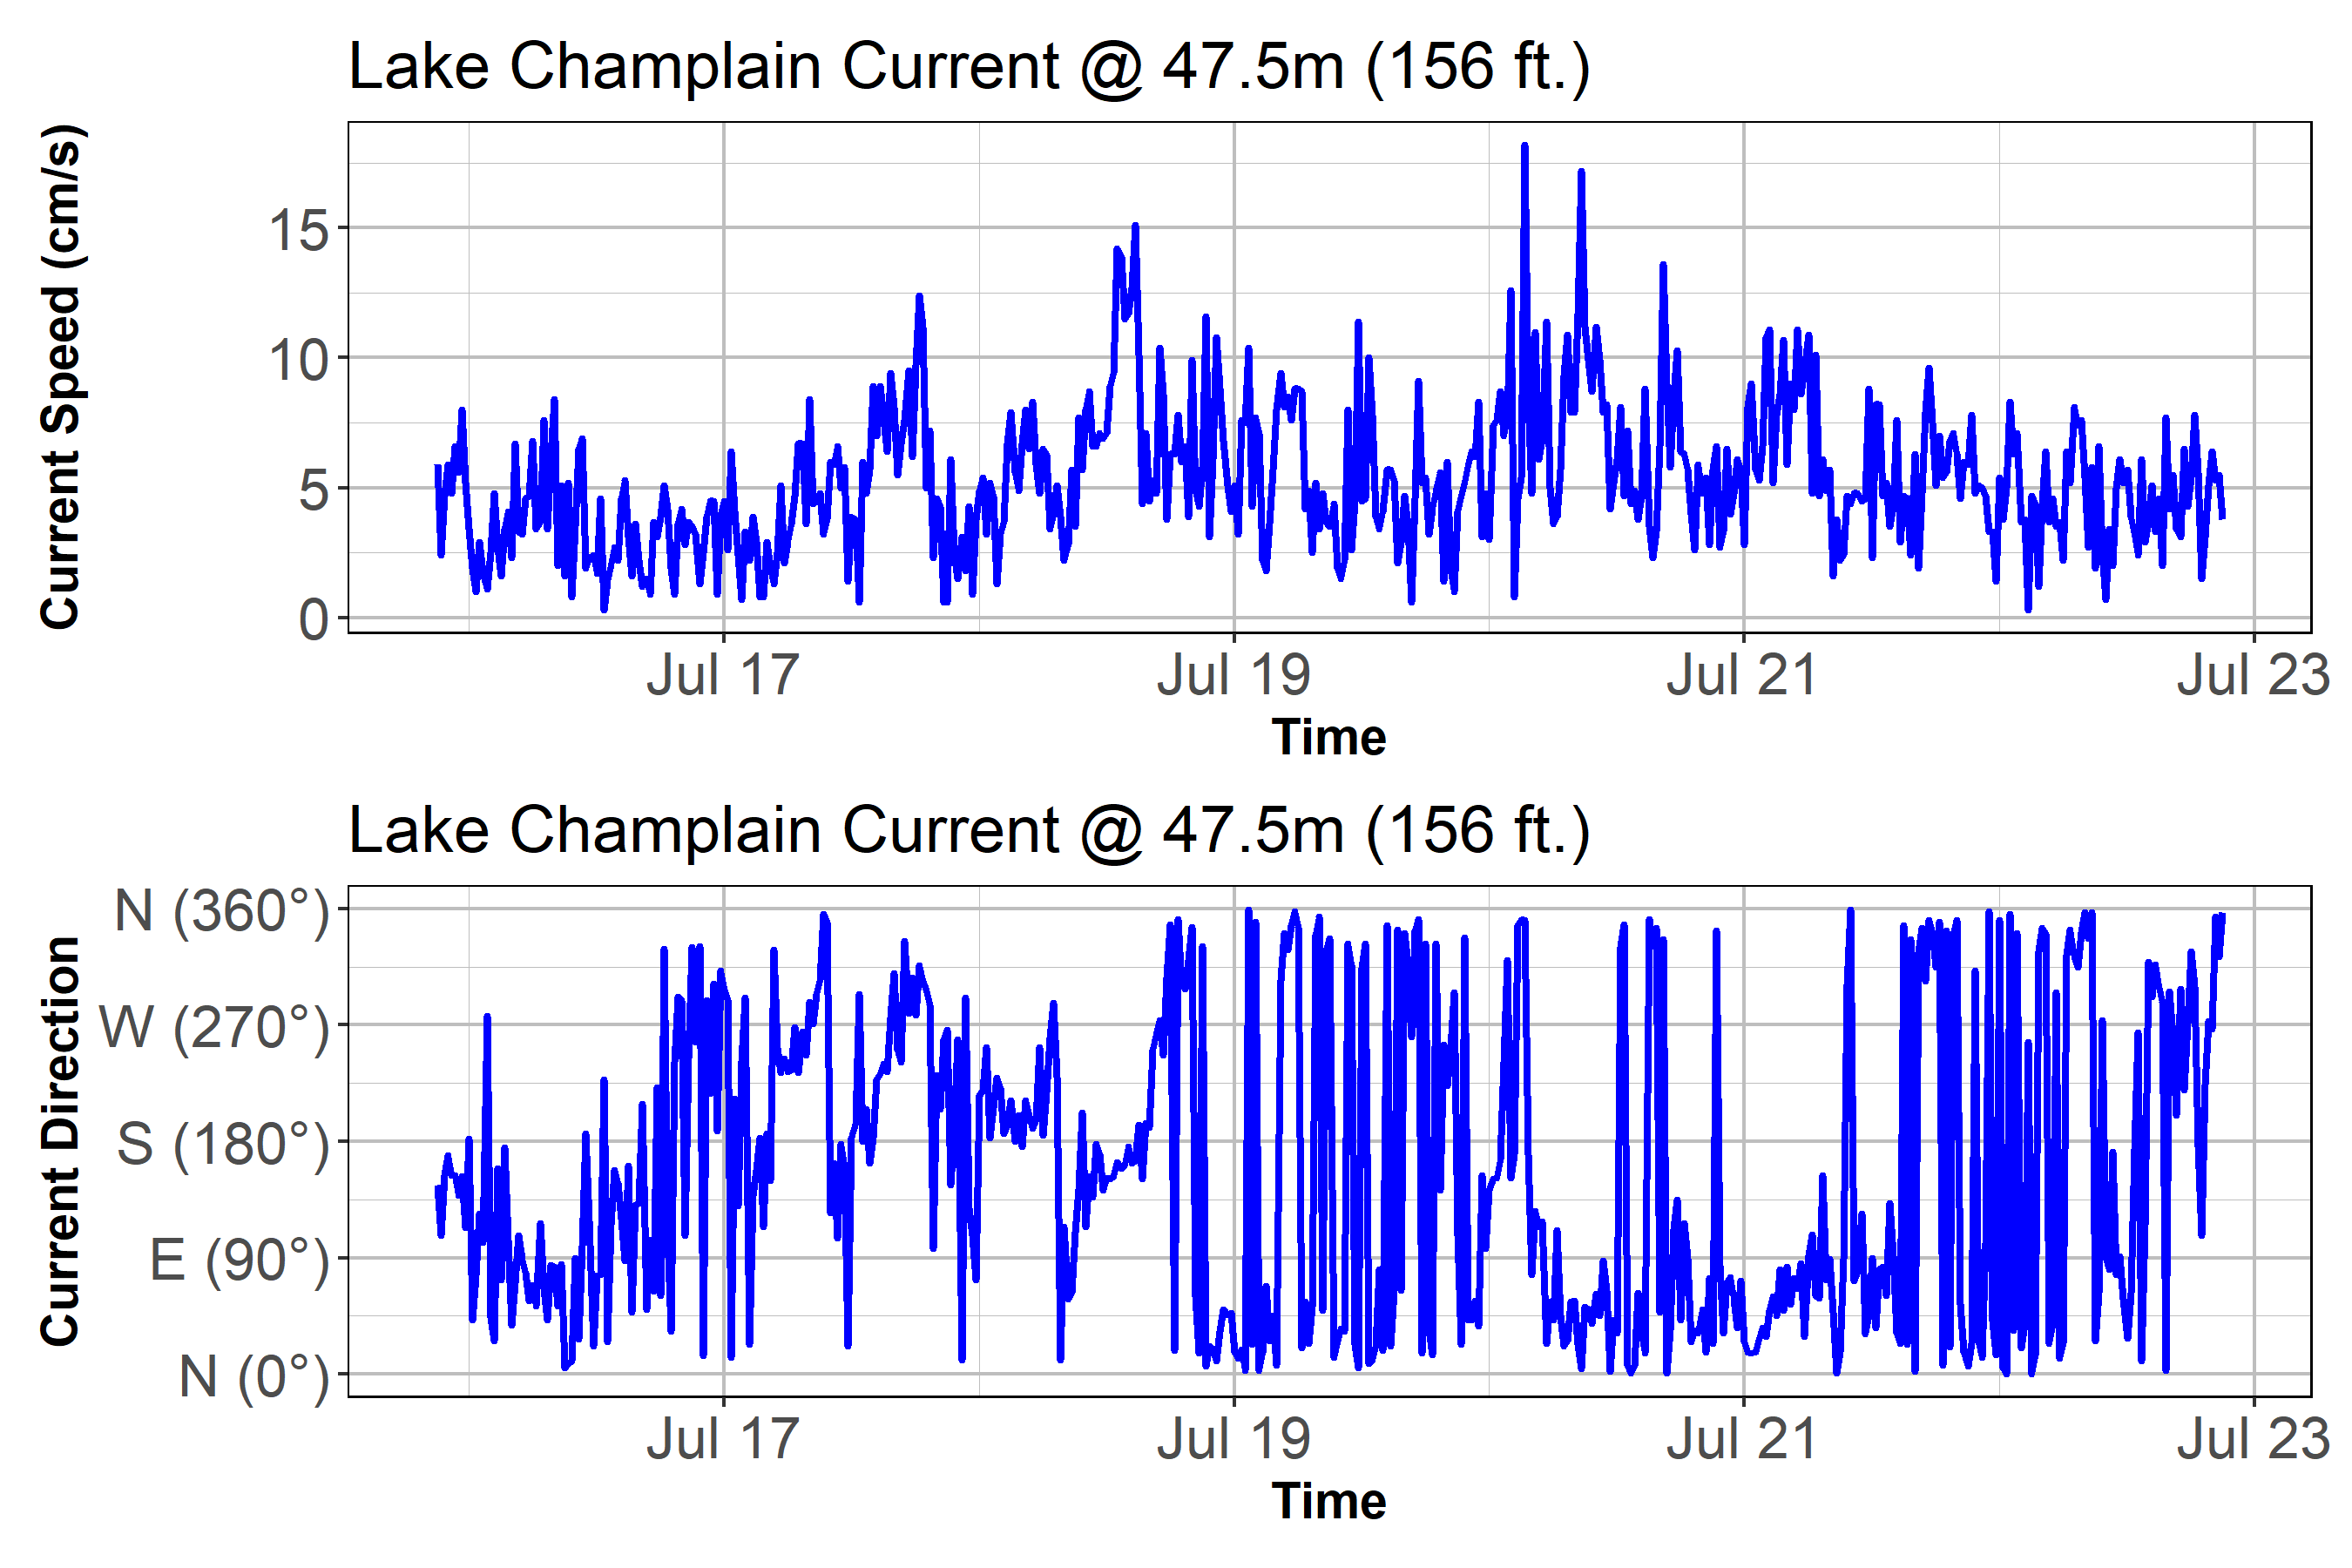 Lake Champlain Current @ 47.5m (156 ft.)
Current Speed (cm/s)
15
10
5
0
Jul 17 Jul 19 Jul 21 Jul 23
Time
Lake Champlain Current @ 47.5m (156 ft.)
Current Direction
N (360°)
W (270°)
S (180°)
E (90°)
N (0°)
Jul 17 Jul 19 Jul 21 Jul 23
Time